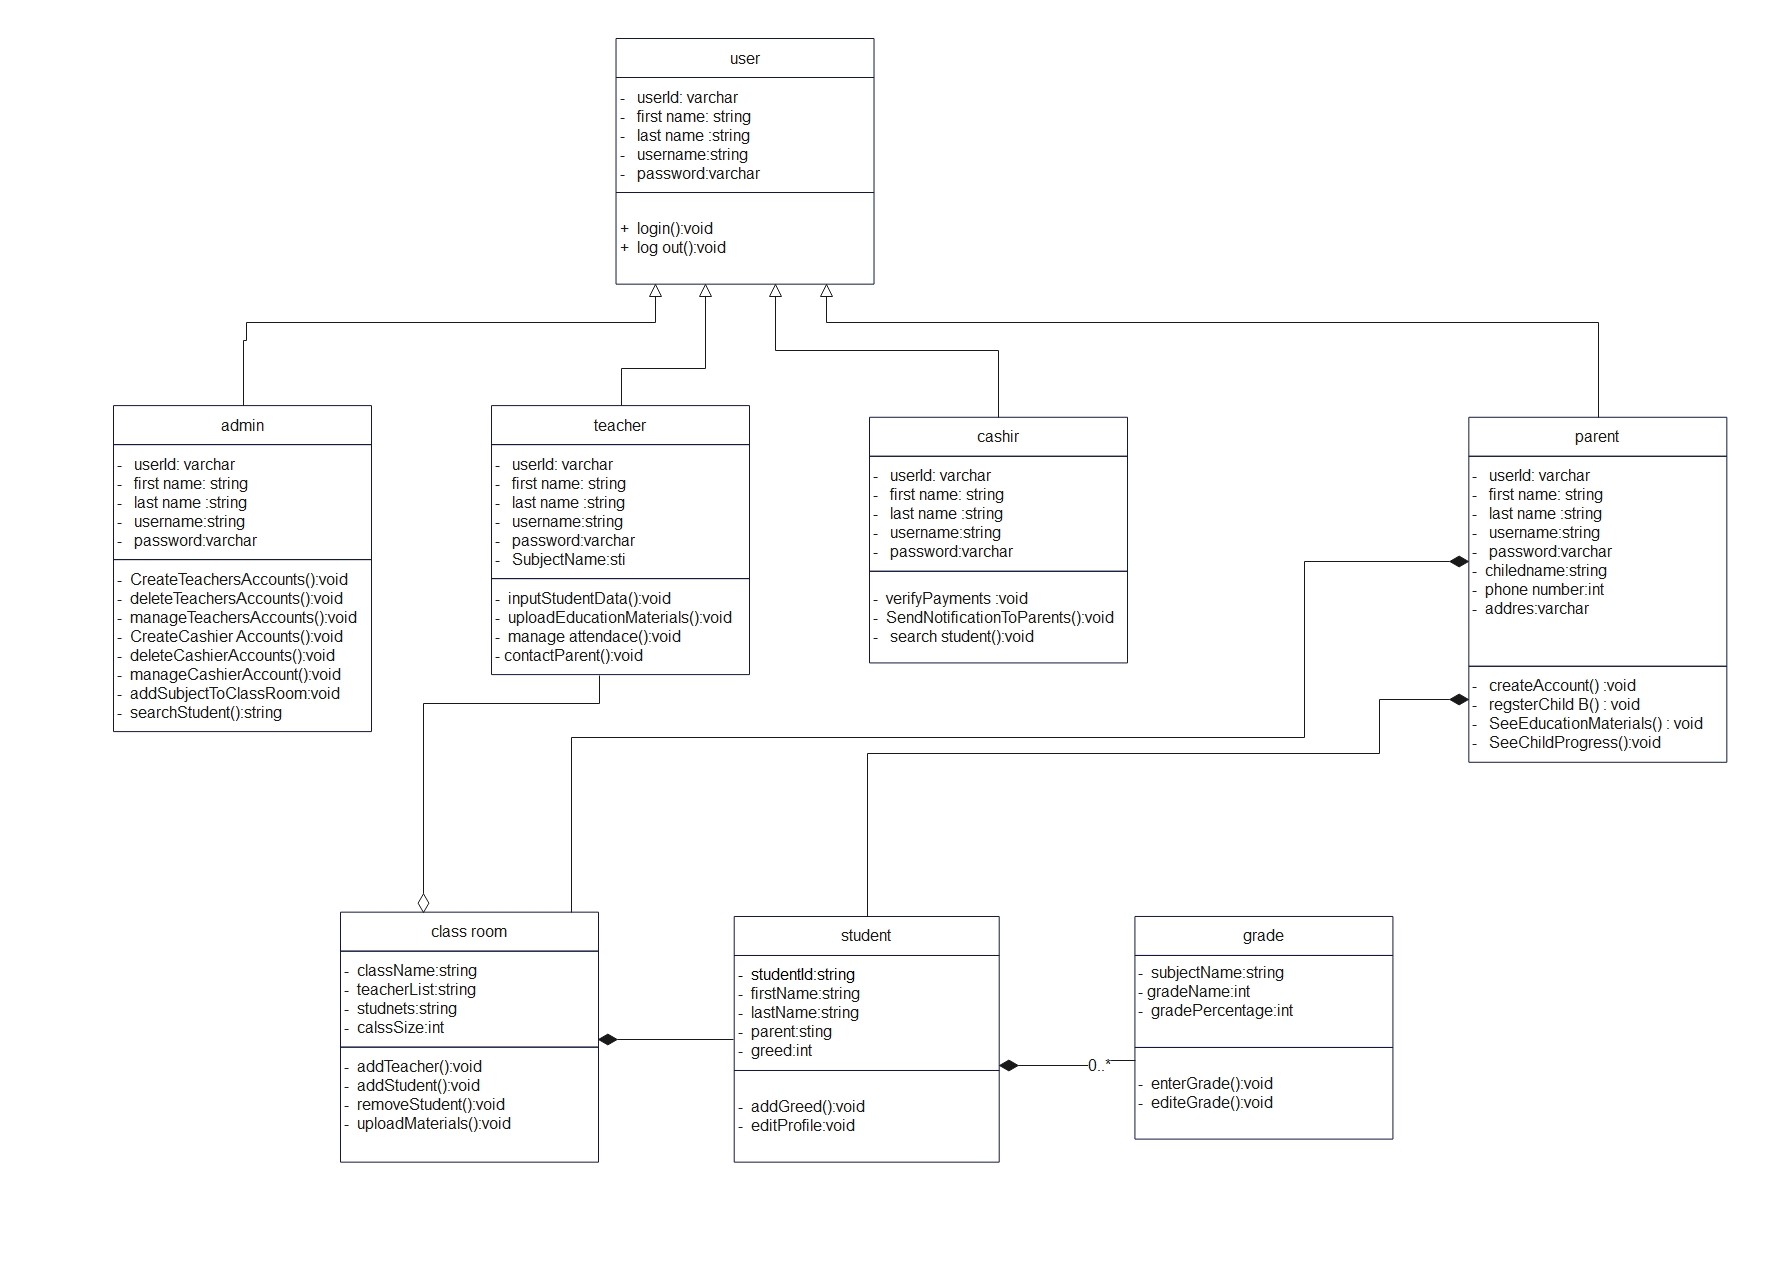 user
- userId: varchar
- first name: string
- last name :string
- username:string
- password:varchar
+ login():void
+ log out():void
admin
- userId: varchar
- first name: string
- last name :string
- username:string
- password:varchar
- CreateTeachersAccounts():void
- deleteTeachersAccounts():void
- manageTeachersAccounts():void
- CreateCashier Accounts():void
- deleteCashierAccounts():void
- manageCashierAccount():void
- addSubjectToClassRoom:void
- searchStudent():string
teacher
- userId: varchar
- first name: string
- last name :string
- username:string
- password:varchar
- SubjectName:sti
- inputStudentData():void
- uploadEducationMaterials():void
- manage attendace():void
- contactParent():void
cashir
- userId: varchar
- first name: string
- last name :string
- username:string
- password:varchar
- verifyPayments :void
- SendNotificationToParents():void
- search student():void
parent
- userId: varchar
- first name: string
- last name :string
- username:string
- password:varchar
- chiledname:string
- phone number:int
- addres:varchar
- createAccount() :void
- regsterChild B() : void
- SeeEducationMaterials() : void
- SeeChildProgress():void
class room
- className:string
- teacherList:string
- studnets:string
- calssSize:int
- addTeacher():void
- addStudent():void
- removeStudent():void
- uploadMaterials():void
student
- studentId:string
- firstName:string
- lastName:string
- parent:sting
- greed:int
- addGreed():void
- editProfile:void
0..*
grade
- subjectName:string
- gradeName:int
- gradePercentage:int
- enterGrade():void
- editeGrade():void